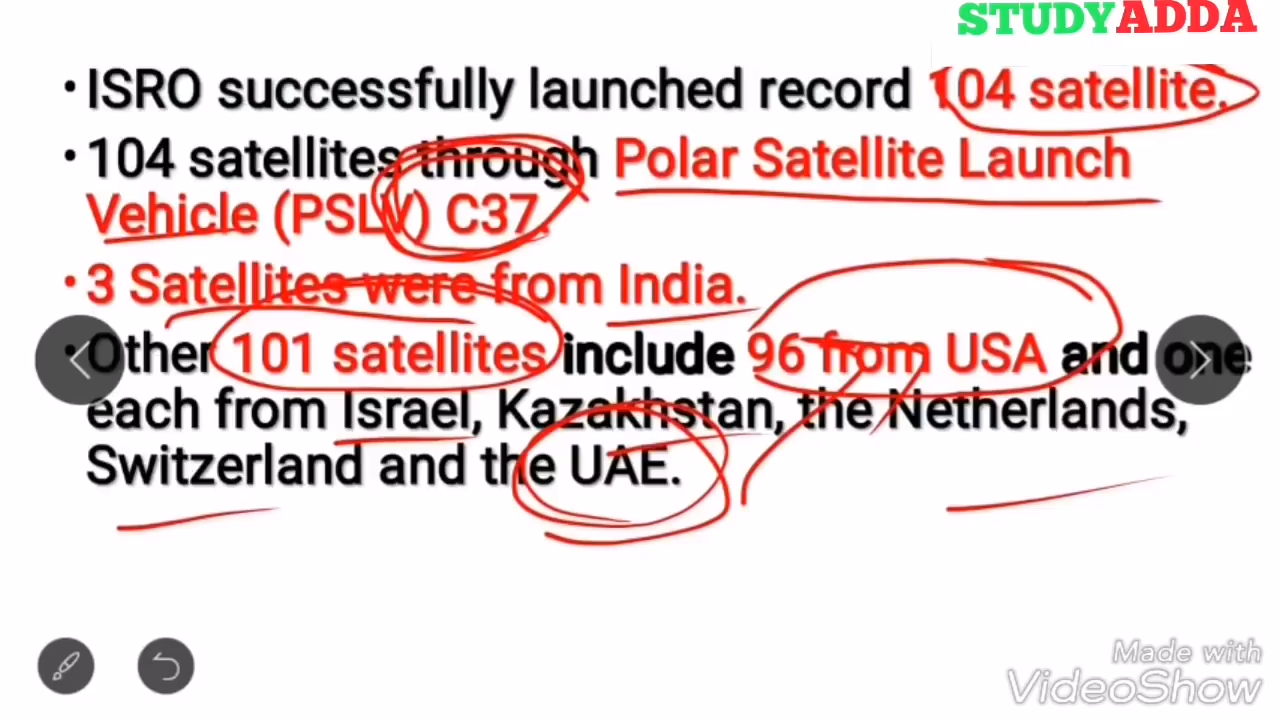 STUDYADDA
• ISRO successfully launched record 104 satellite.
• 104 satellites through Polar Satellite Launch
Vehicle (PSLV) C37.
• 3 Satellites were from India.
• Other 101 satellites include 96 from USA and one
each from Israel, Kazakhstan, the Netherlands,
Switzerland and the UAE.
Made with
VideoShow